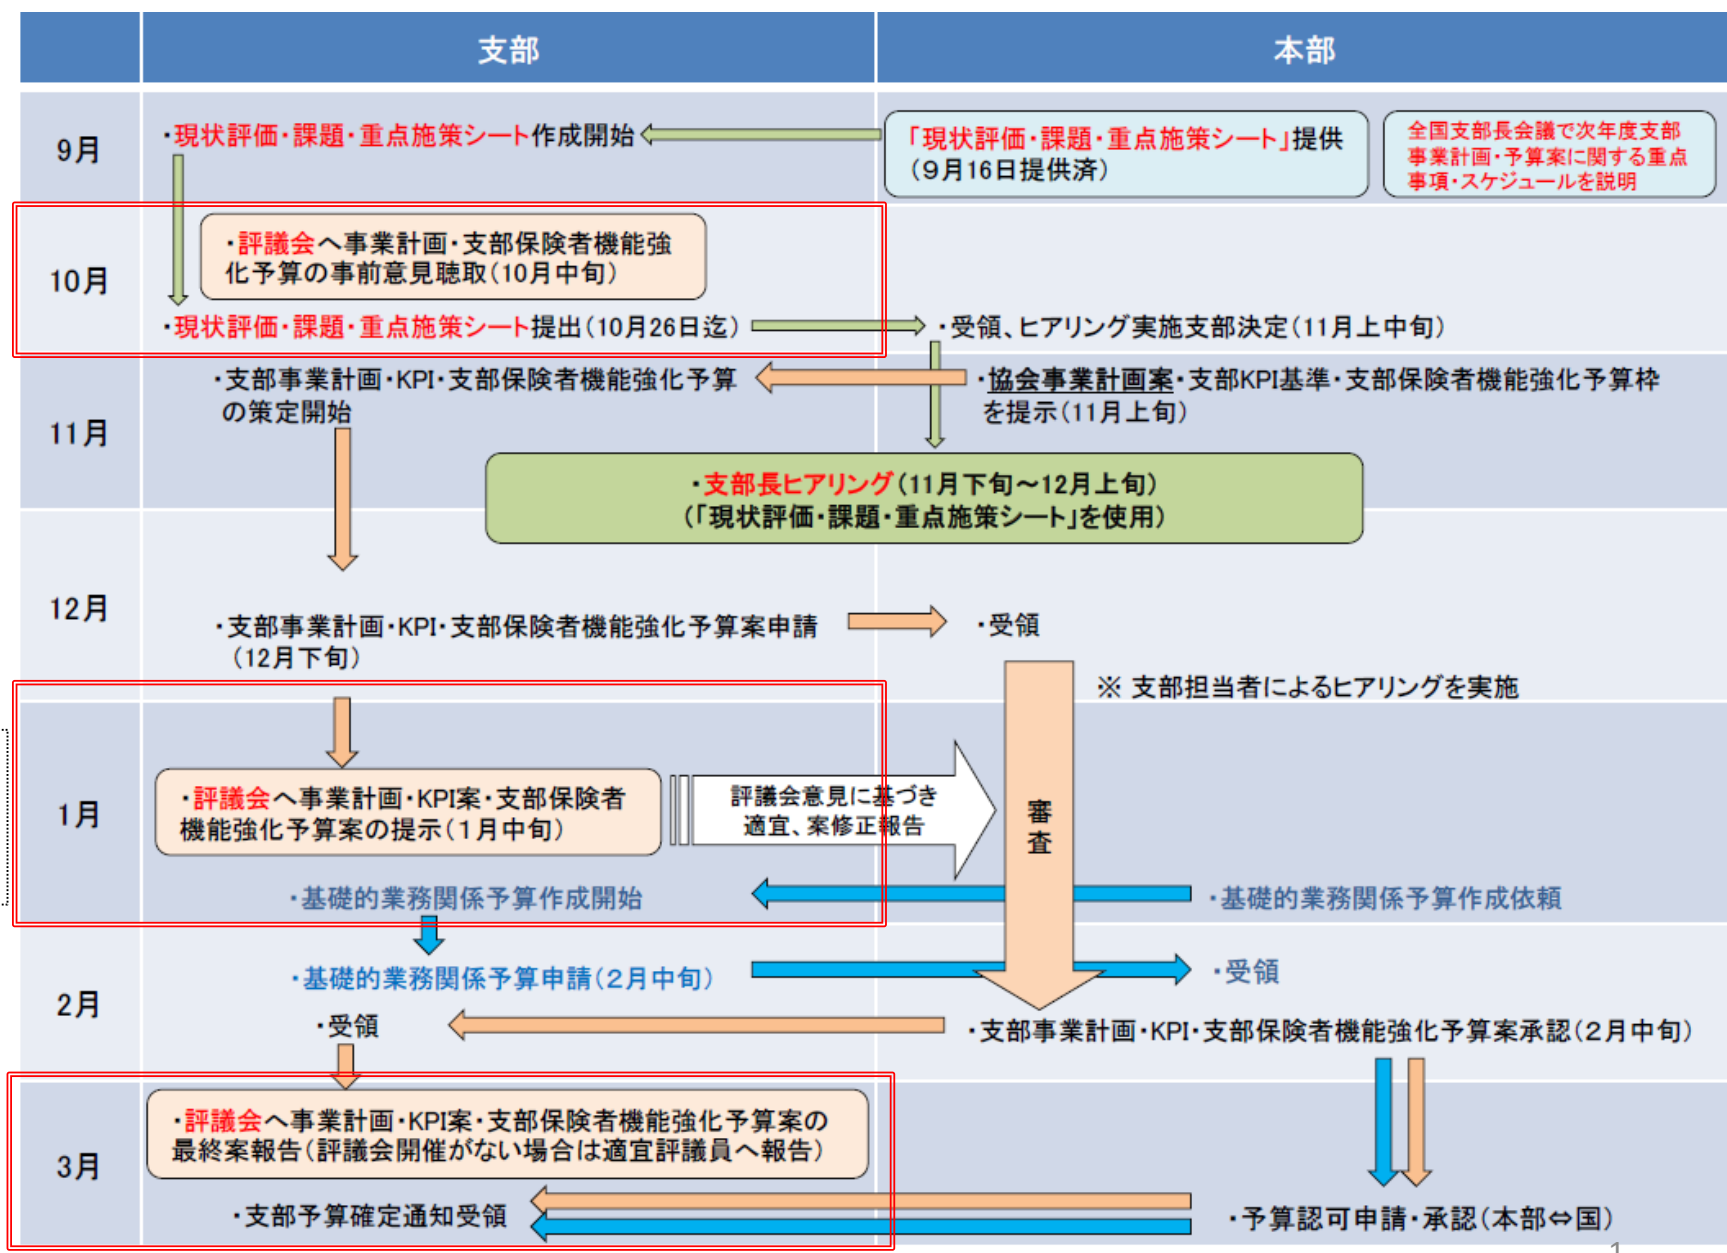 支部
本部
9月
・現状評価・課題・重点施策シート作成開始
「現状評価・課題・重点施策シート」提供
（９月16日提供済）
全国支部長会議で次年度支部
事業計画・予算案に関する重点
事項・スケジュールを説明
10月
・評議会へ事業計画・支部保険者機能強
化予算の事前意見聴取（10月中旬）
・現状評価・課題・重点施策シート提出（10月26日迄）
・受領、ヒアリング実施支部決定（11月上中旬）
11月
・支部事業計画・KPI・支部保険者機能強化予算
の策定開始
・協会事業計画案・支部KPI基準・支部保険者機能強化予算枠
を提示（11月上旬）
・支部長ヒアリング（11月下旬～12月上旬）
（「現状評価・課題・重点施策シート」を使用）
12月
・支部事業計画・KPI・支部保険者機能強化予算案申請
（12月下旬）
・受領
※ 支部担当者によるヒアリングを実施
1月
・評議会へ事業計画・KPI案・支部保険者
機能強化予算案の提示（１月中旬）
評議会意見に基づき
適宜、案修正報告
審
査
・基礎的業務関係予算作成開始
・基礎的業務関係予算作成依頼
2月
・基礎的業務関係予算申請（２月中旬）
・受領
・受領
・支部事業計画・KPI・支部保険者機能強化予算案承認（２月中旬）
3月
・評議会へ事業計画・KPI案・支部保険者機能強化予算案の
最終案報告（評議会開催がない場合は適宜評議員へ報告）
・支部予算確定通知受領
・予算認可申請・承認（本部⇔国）
1